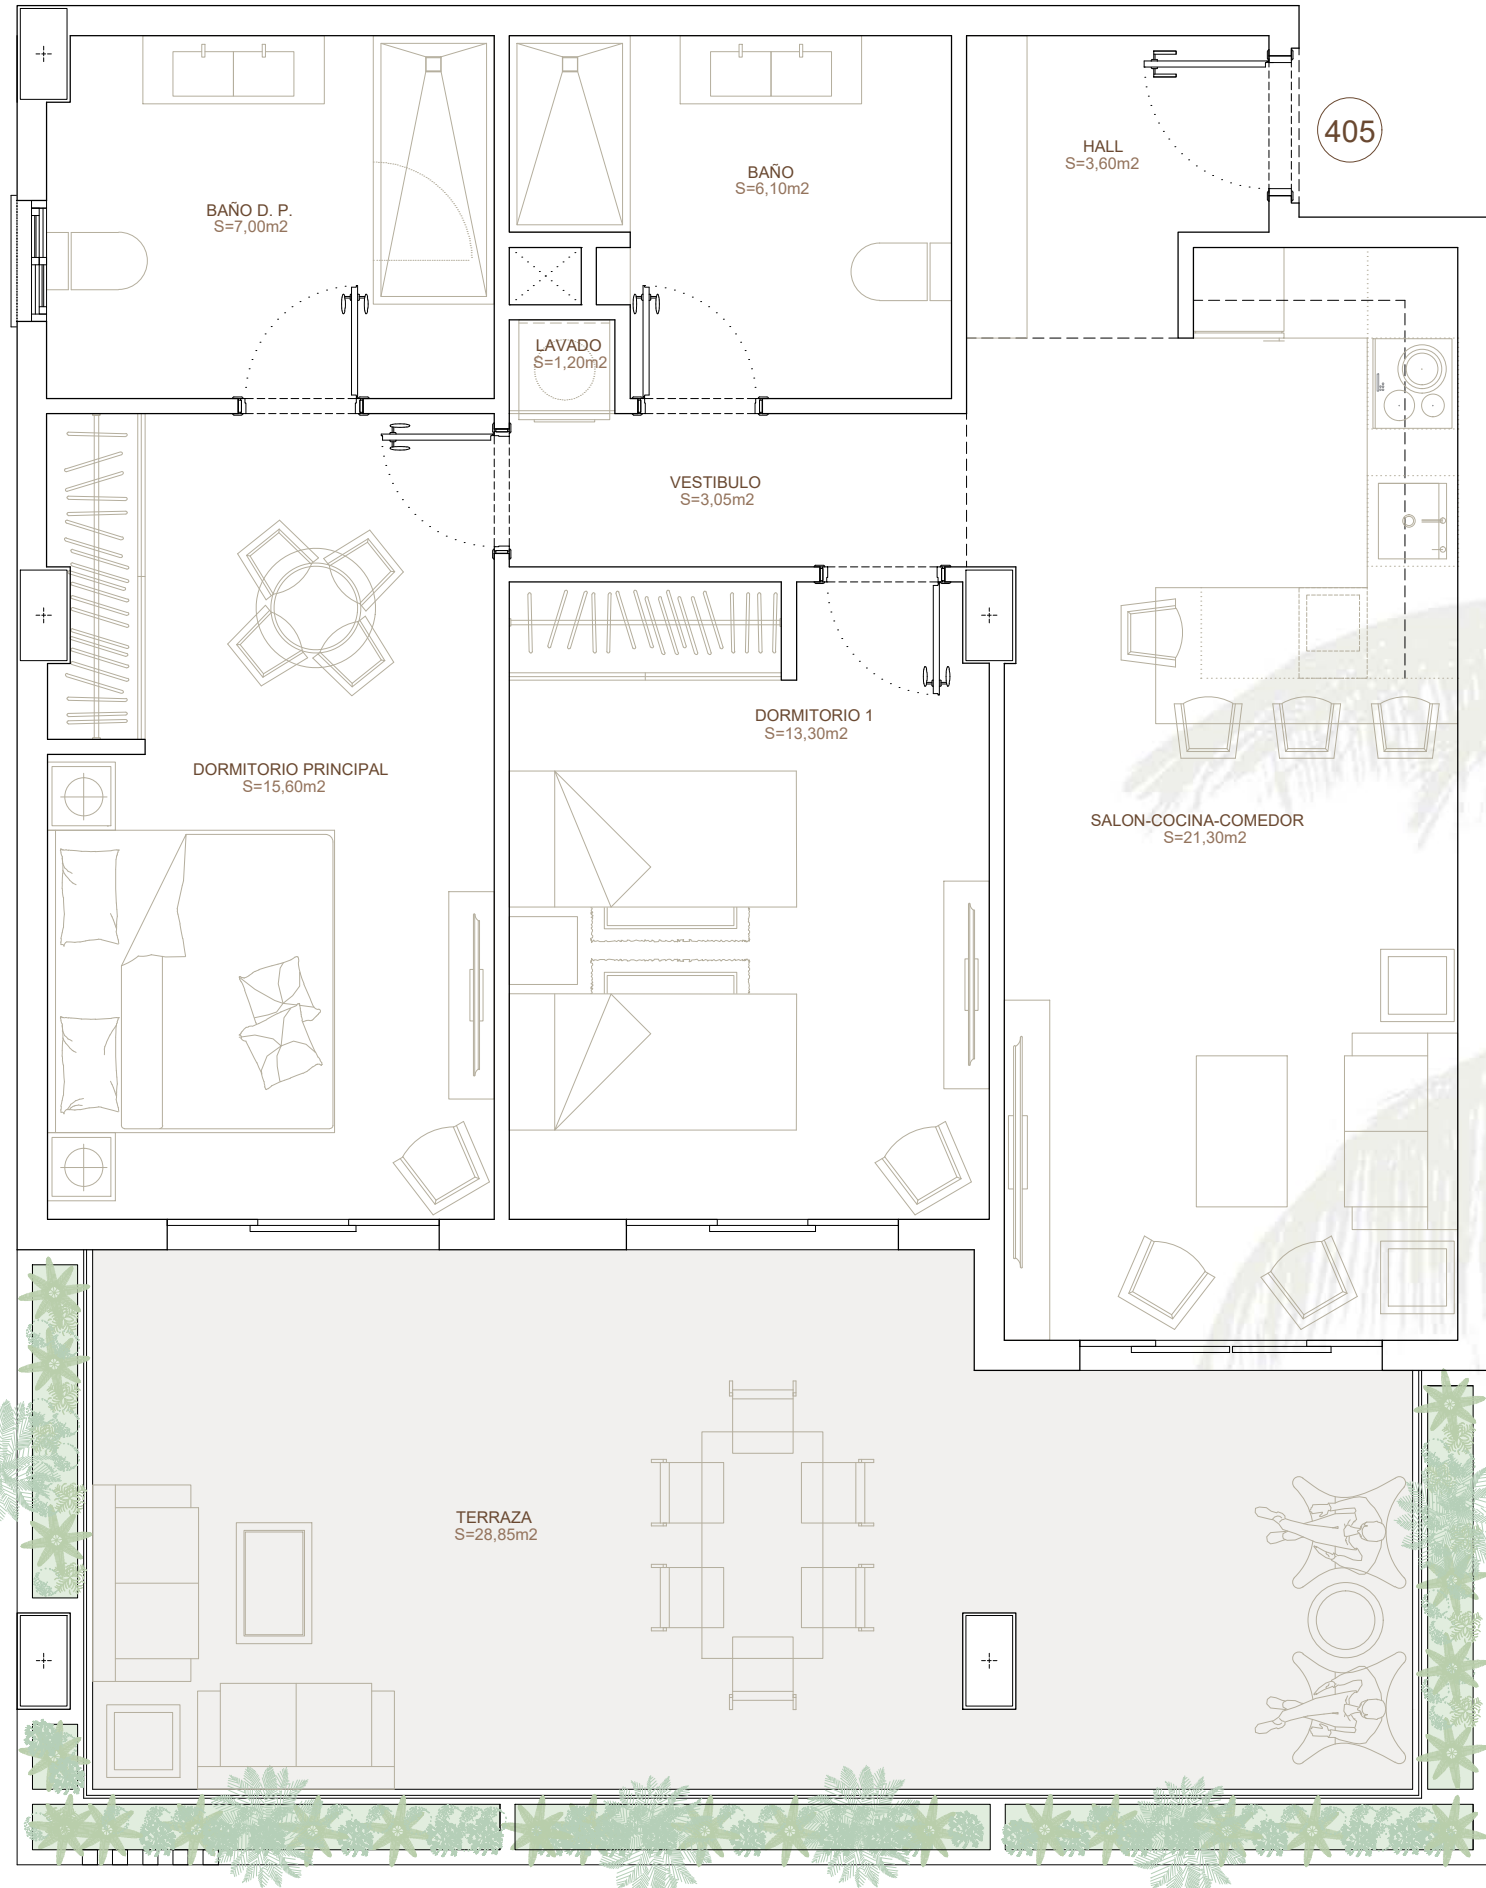 405
HALL
S=3,60m2
BAÑO
S=6,10m2
BAÑO D. P.
S=7,00m2
LAVADO
S=1,20m2
VESTIBULO
S=3,05m2
DORMITORIO 1
S=13,30m2
DORMITORIO PRINCIPAL
S=15,60m2
SALON-COCINA-COMEDOR
S=21,30m2
TERRAZA
S=28,85m2